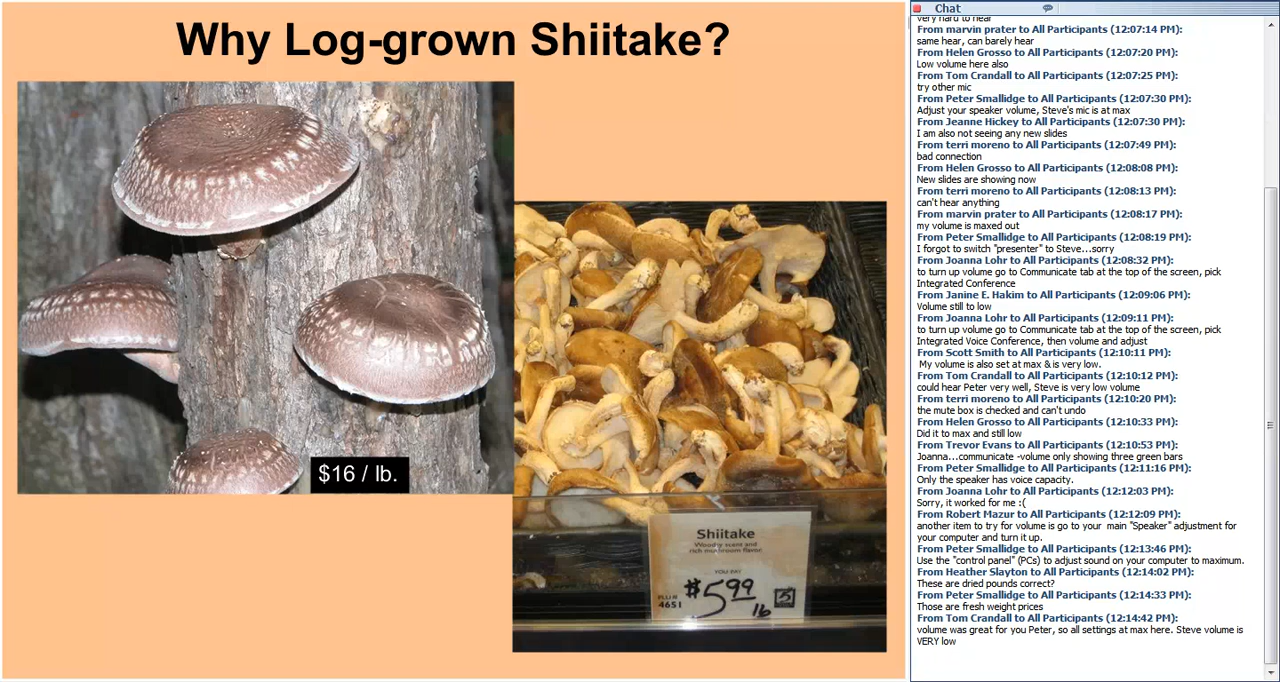 Why Log-grown Shiitake?
$16 / lb.
Shiitake
Woodsy scent and
rich mushroom flavor
YOU PAY
PLU#
4651
$5.99
lb
Chat
very hard to hear
From marvin prater to All Participants (12:07:14 PM):
same hear, can barely hear
From Helen Grosso to All Participants (12:07:20 PM):
Low volume here also
From Tom Crandall to All Participants (12:07:25 PM):
try other mic
From Peter Smallidge to All Participants (12:07:30 PM):
Adjust your speaker volume, Steve's mic is at max
From Jeanne Hickey to All Participants (12:07:30 PM):
I am also not seeing any new slides
From terri moreno to All Participants (12:07:49 PM):
bad connection
From Helen Grosso to All Participants (12:08:08 PM):
New slides are showing now
From terri moreno to All Participants (12:08:13 PM):
can't hear anything
From marvin prater to All Participants (12:08:17 PM):
my volume is maxed out
From Peter Smallidge to All Participants (12:08:19 PM):
I forgot to switch "presenter" to Steve...sorry
From Joanna Lohr to All Participants (12:08:32 PM):
to turn up volume go to Communicate tab at the top of the screen, pick
Integrated Conference
From Janine E. Hakim to All Participants (12:09:06 PM):
Volume still to low
From Joanna Lohr to All Participants (12:09:11 PM):
to turn up volume go to Communicate tab at the top of the screen, pick
Integrated Voice Conference, then volume and adjust
From Scott Smith to All Participants (12:10:11 PM):
My volume is also set at max & is very low.
From Tom Crandall to All Participants (12:10:12 PM):
could hear Peter very well, Steve is very low volume
From terri moreno to All Participants (12:10:20 PM):
the mute box is checked and can't undo
From Helen Grosso to All Participants (12:10:33 PM):
Did it to max and still low
From Trevor Evans to All Participants (12:10:53 PM):
Joanna...communicate -volume only showing three green bars
From Peter Smallidge to All Participants (12:11:16 PM):
Only the speaker has voice capacity.
From Joanna Lohr to All Participants (12:12:03 PM):
Sorry, it worked for me :(
From Robert Mazur to All Participants (12:12:09 PM):
another item to try for volume is go to your main "Speaker" adjustment for
your computer and turn it up.
From Peter Smallidge to All Participants (12:13:46 PM):
Use the "control panel" (PCs) to adjust sound on your computer to maximum.
From Heather Slayton to All Participants (12:14:02 PM):
These are dried pounds correct?
From Peter Smallidge to All Participants (12:14:33 PM):
Those are fresh weight prices
From Tom Crandall to All Participants (12:14:42 PM):
volume was great for you Peter, so all settings at max here. Steve volume is
VERY low